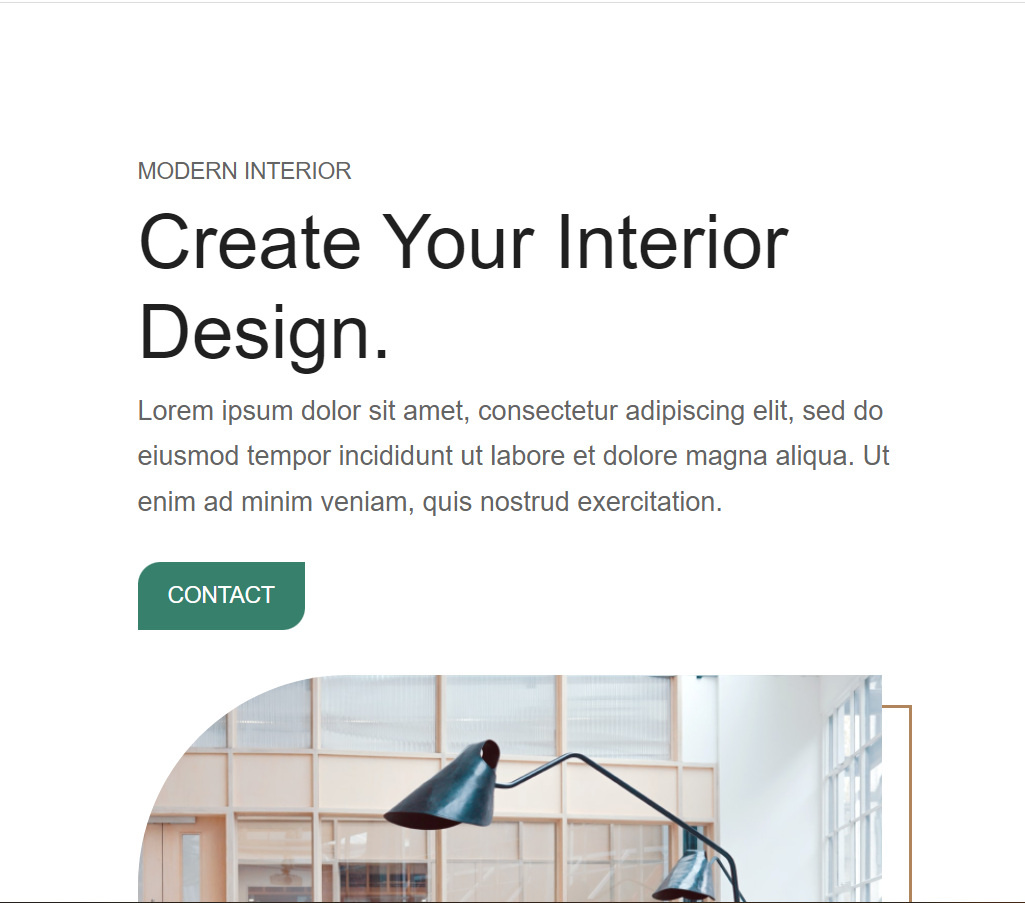 MODERN INTERIOR
Create Your Interior
Design.
Lorem ipsum dolor sit amet, consectetur adipiscing elit, sed do
eiusmod tempor incididunt ut labore et dolore magna aliqua. Ut
enim ad minim veniam, quis nostrud exercitation.
CONTACT